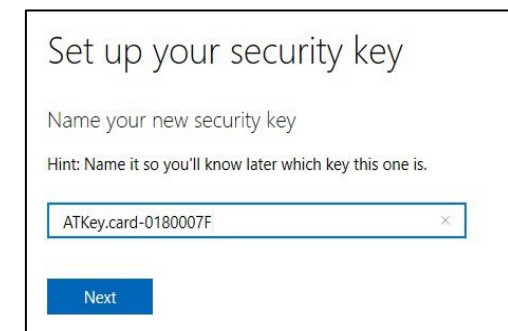 Set up your security key
Name your new security key
Hint: Name it so you'll know later which key this one is.
ATKey.card-0180007F
Next